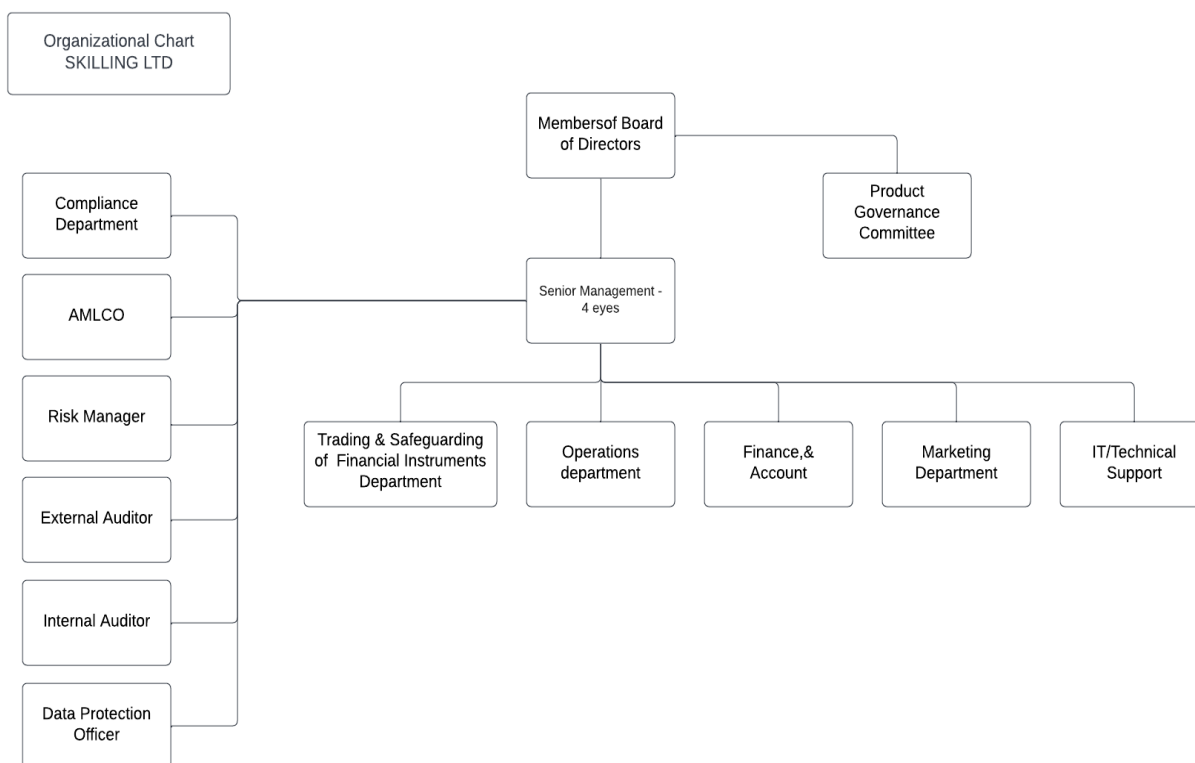 Organizational Chart
SKILLING LTD
Membersof Board
of Directors
Product
Governance
Committee
Compliance
Department
Senior Management -
4 eyes
AMLCO
Risk Manager
External Auditor
Internal Auditor
Data Protection
Officer
Trading & Safeguarding
of Financial Instruments
Department
Operations
department
Finance,&
Account
Marketing
Department
IT/Technical
Support